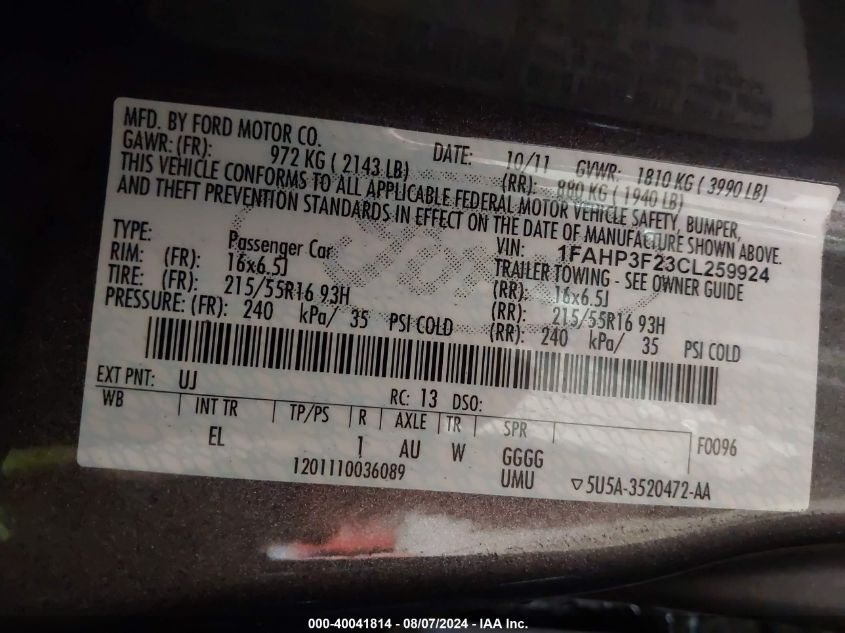 MFD. BY FORD MOTOR CO.
DATE: 10/11 GVWR: 1810 KG ( 3990 LB)
GAWR: (FR): 972 KG ( 2143 LB) (RR): 880 KG ( 1940 LB)
THIS VEHICLE CONFORMS TO ALL APPLICABLE FEDERAL MOTOR VEHICLE SAFETY, BUMPER,
AND THEFT PREVENTION STANDARDS IN EFFECT ON THE DATE OF MANUFACTURE SHOWN ABOVE.
VIN: 1FAHP3F23CL259924
TYPE: Passenger Car TRAILER TOWING - SEE OWNER GUIDE
RIM: (FR): 16x6.5J (RR): 16x6.5J
TIRE: (FR): 215/55R16 93H (RR): 215/55R16 93H
PRESSURE: (FR): 240 kPa/ 35 PSI COLD (RR): 240 kPa/ 35 PSI COLD
EXT PNT: UJ RC: 13 DSO:
WB INT TR TP/PS R AXLE TR SPR F0096
EL 1 AU W GGGG
1201110036089 UMU ▽5U5A-3520472-AA
000-40041814 - 08/07/2024 - IAA Inc.